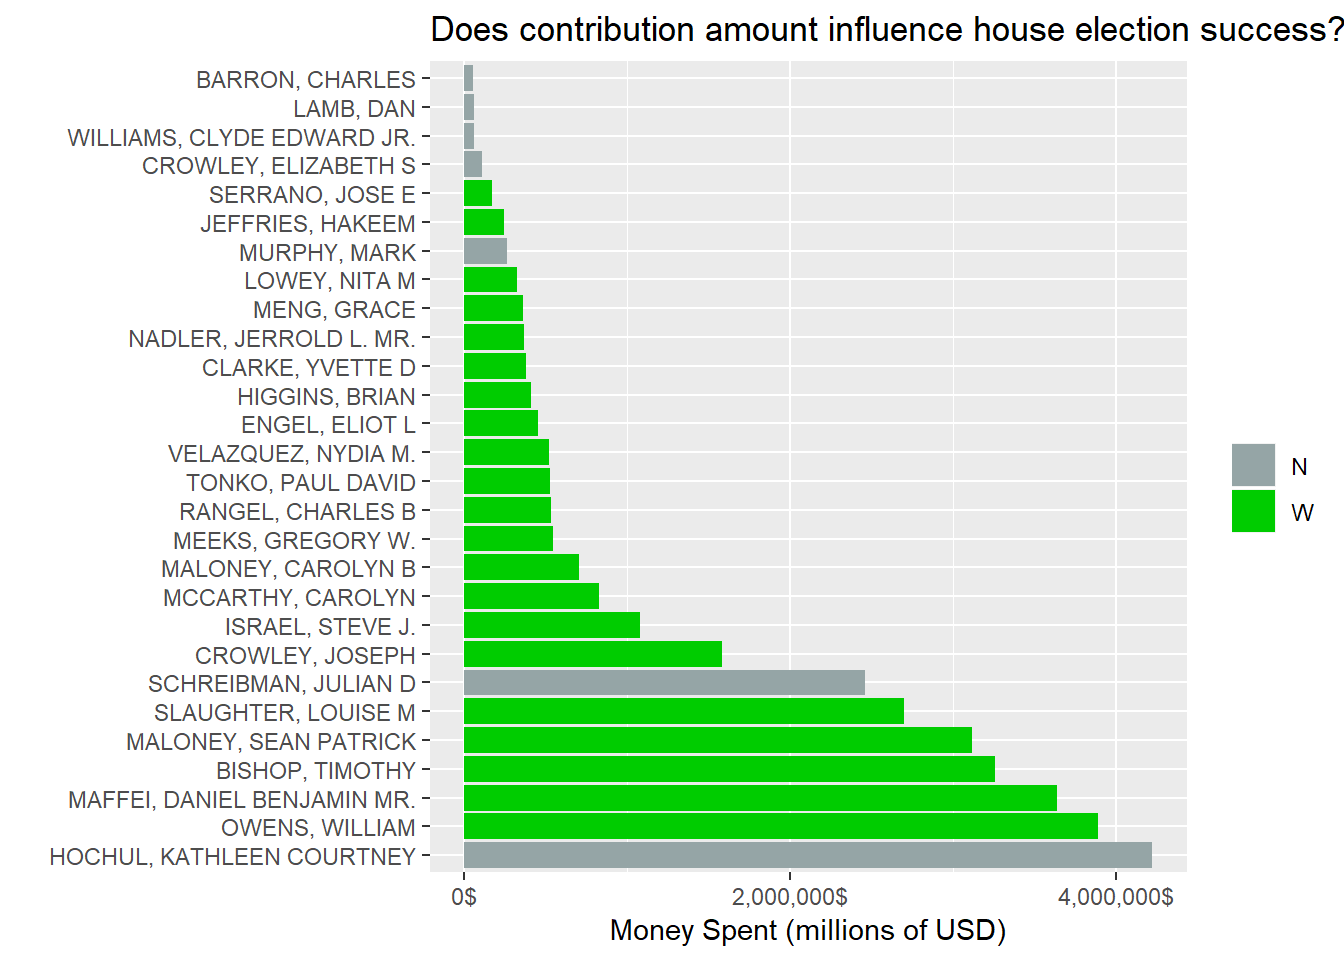 Does contribution amount influence house election success?
BARRON, CHARLES
LAMB, DAN
WILLIAMS, CLYDE EDWARD JR.
CROWLEY, ELIZABETH S
SERRANO, JOSE E
JEFFRIES, HAKEEM
MURPHY, MARK
LOWEY, NITA M
MENG, GRACE
NADLER, JERROLD L. MR.
CLARKE, YVETTE D
HIGGINS, BRIAN
ENGEL, ELIOT L
VELAZQUEZ, NYDIA M.
TONKO, PAUL DAVID
RANGEL, CHARLES B
MEEKS, GREGORY W.
MALONEY, CAROLYN B
MCCARTHY, CAROLYN
ISRAEL, STEVE J.
CROWLEY, JOSEPH
SCHREIBMAN, JULIAN D
SLAUGHTER, LOUISE M
MALONEY, SEAN PATRICK
BISHOP, TIMOTHY
MAFFEI, DANIEL BENJAMIN MR.
OWENS, WILLIAM
HOCHUL, KATHLEEN COURTNEY
0$ 2,000,000$ 4,000,000$
Money Spent (millions of USD)
N
W